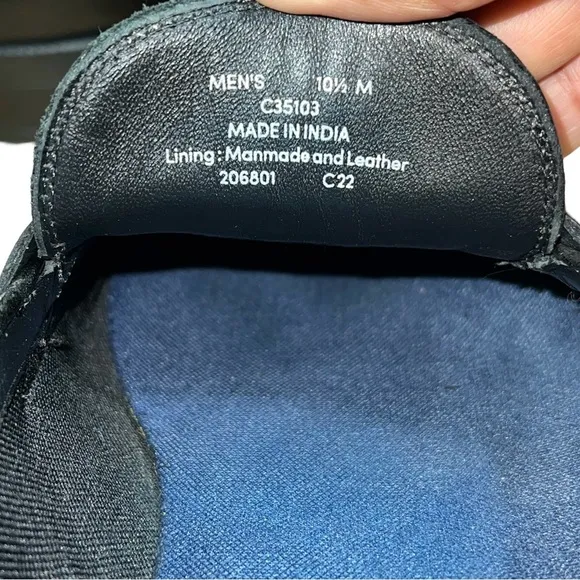 MEN'S 10½ M
C35103
MADE IN INDIA
Lining: Manmade and Leather
206801 C22